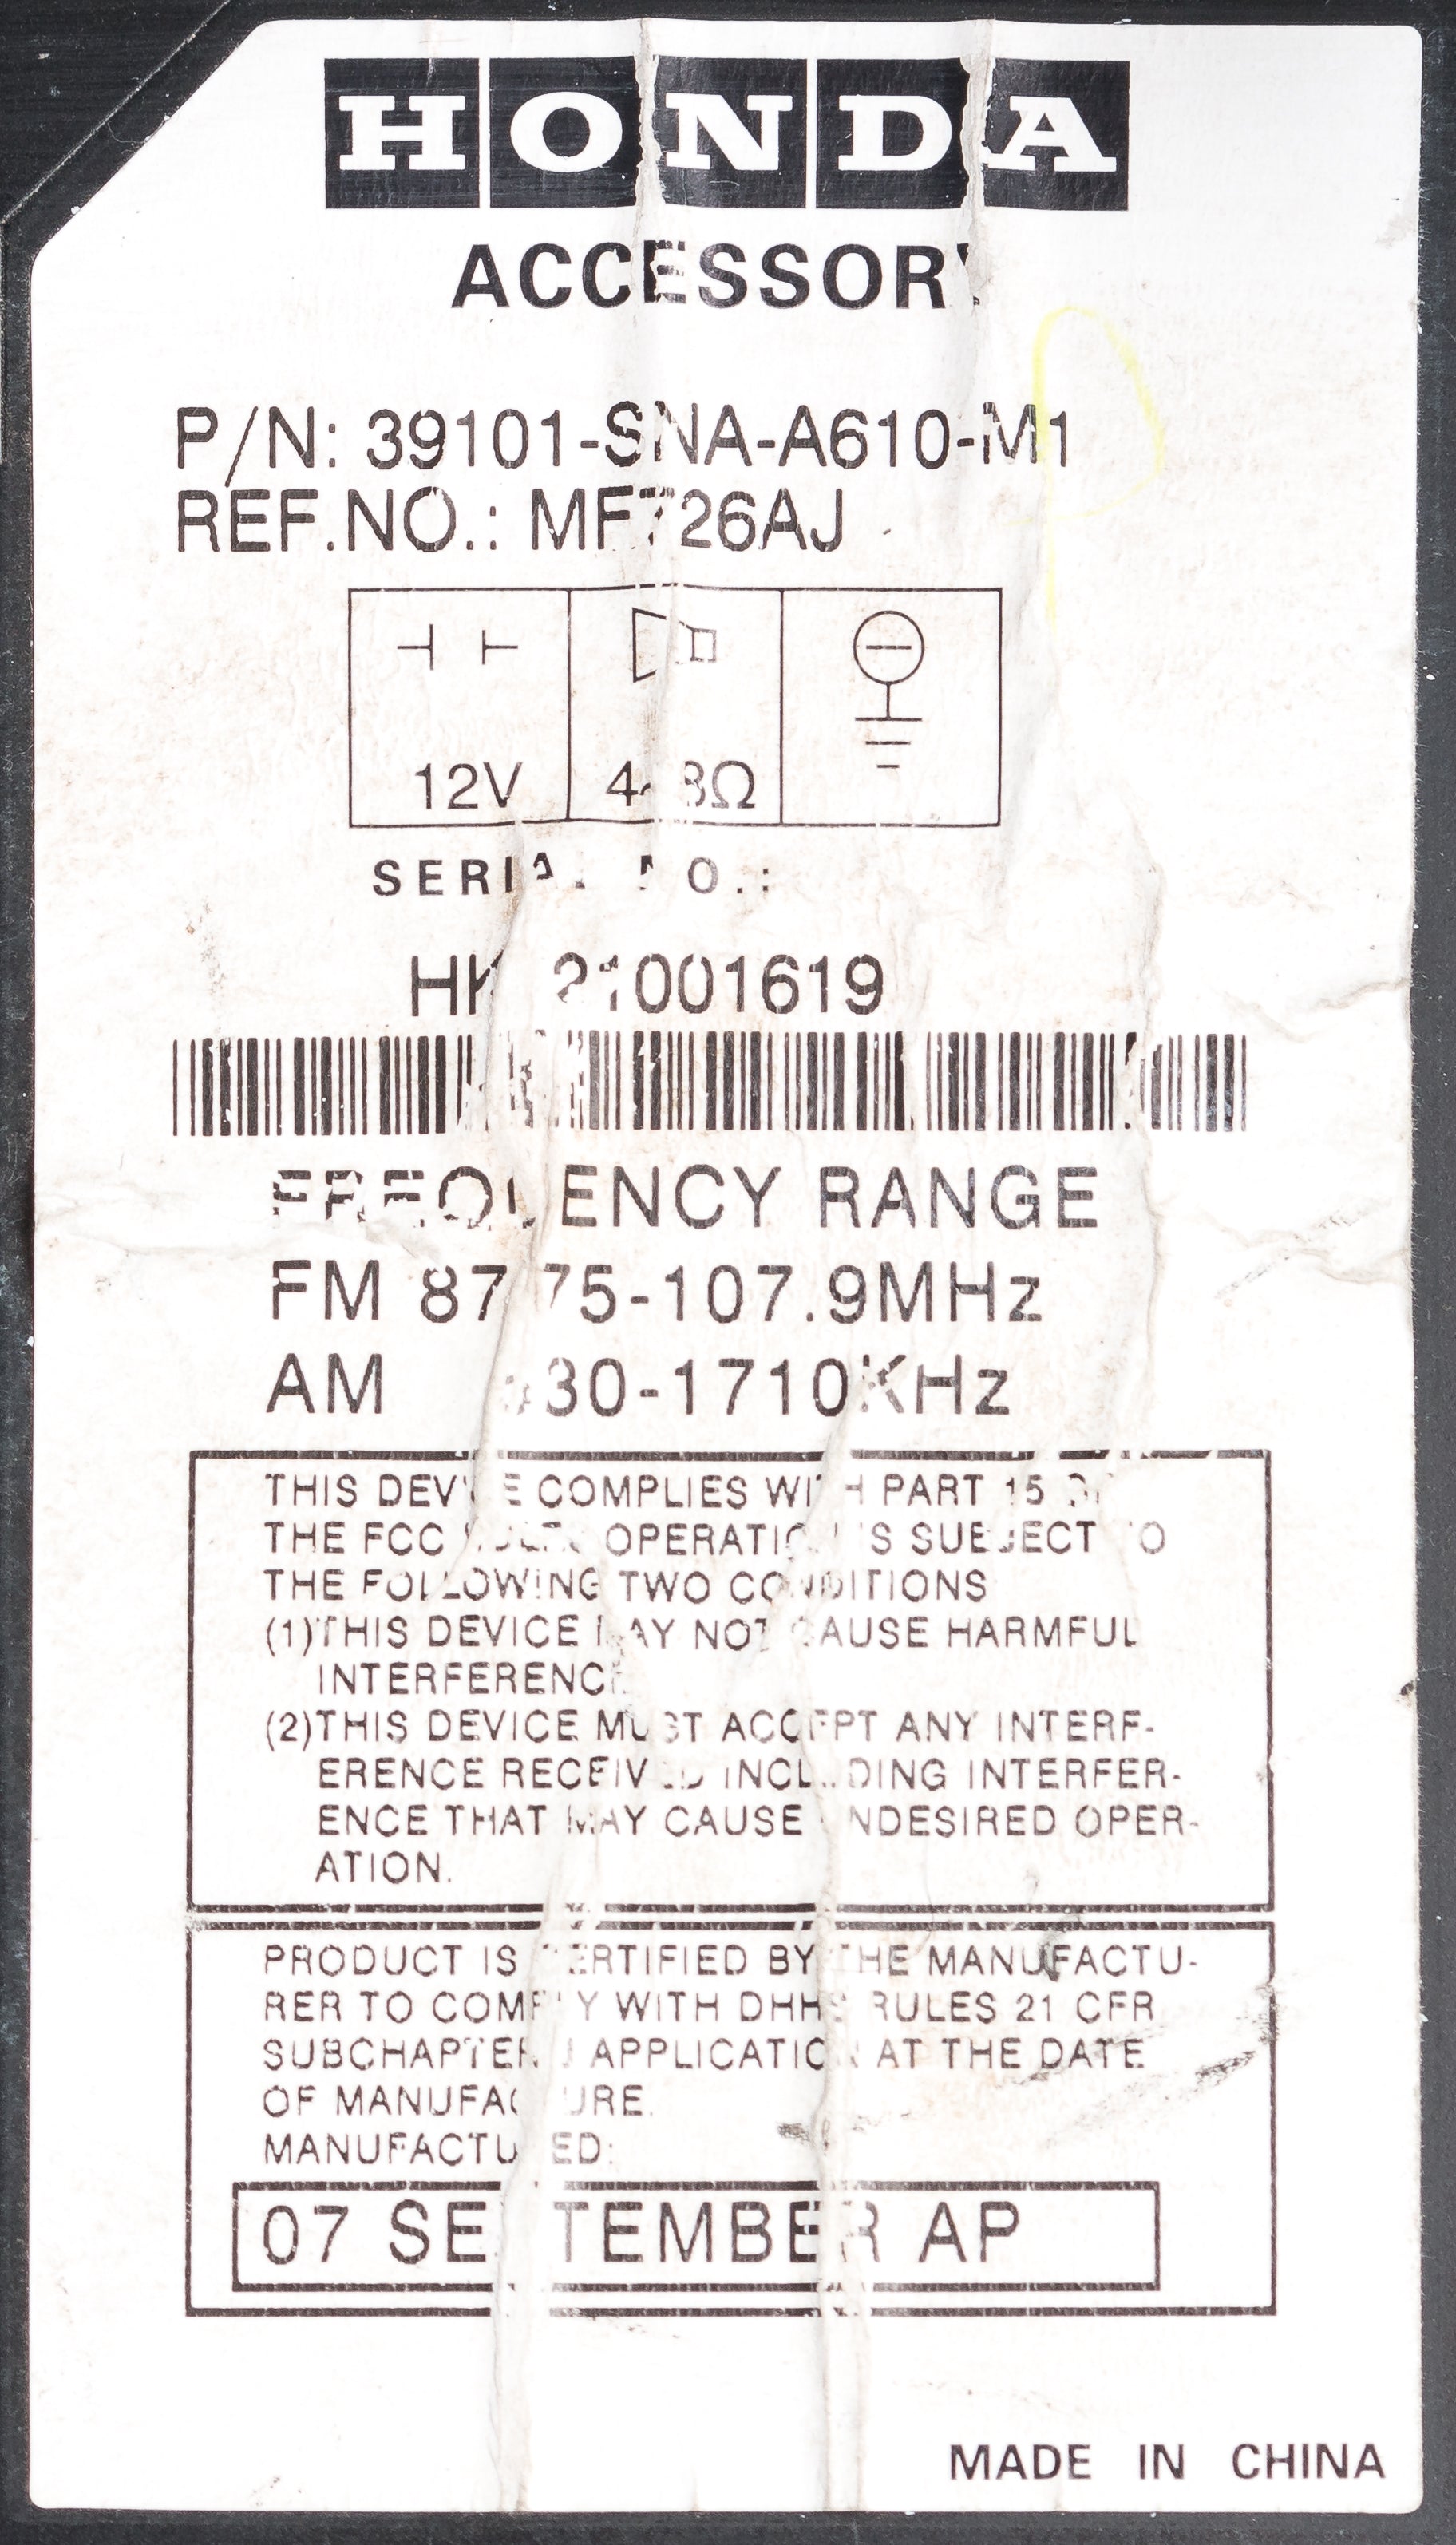 HONDA
ACCESSORY
P/N: 39101-SNA-A610-M1
REF.NO.: MF726AJ
12V
4~8Ω
SERIAL NO.:
FREQUENCY RANGE
FM 87.75-107.9MHz
AM 530-1710KHz
THIS DEVICE COMPLIES WITH PART 15 OF
THE FCC RULES OPERATION IS SUBJECT TO
THE FOLLOWING TWO CONDITIONS
(1)THIS DEVICE MAY NOT CAUSE HARMFUL
INTERFERENCE
(2)THIS DEVICE MUST ACCEPT ANY INTERF-
ERENCE RECEIVED INCLUDING INTERFER-
ENCE THAT MAY CAUSE UNDESIRED OPER-
ATION.
PRODUCT IS CERTIFIED BY THE MANUFACTU-
RER TO COMPLY WITH DHHS RULES 21 CFR
SUBCHAPTER J APPLICATION AT THE DATE
OF MANUFACTURE.
MANUFACTURED:
07 SEPTEMBER AP
MADE IN CHINA